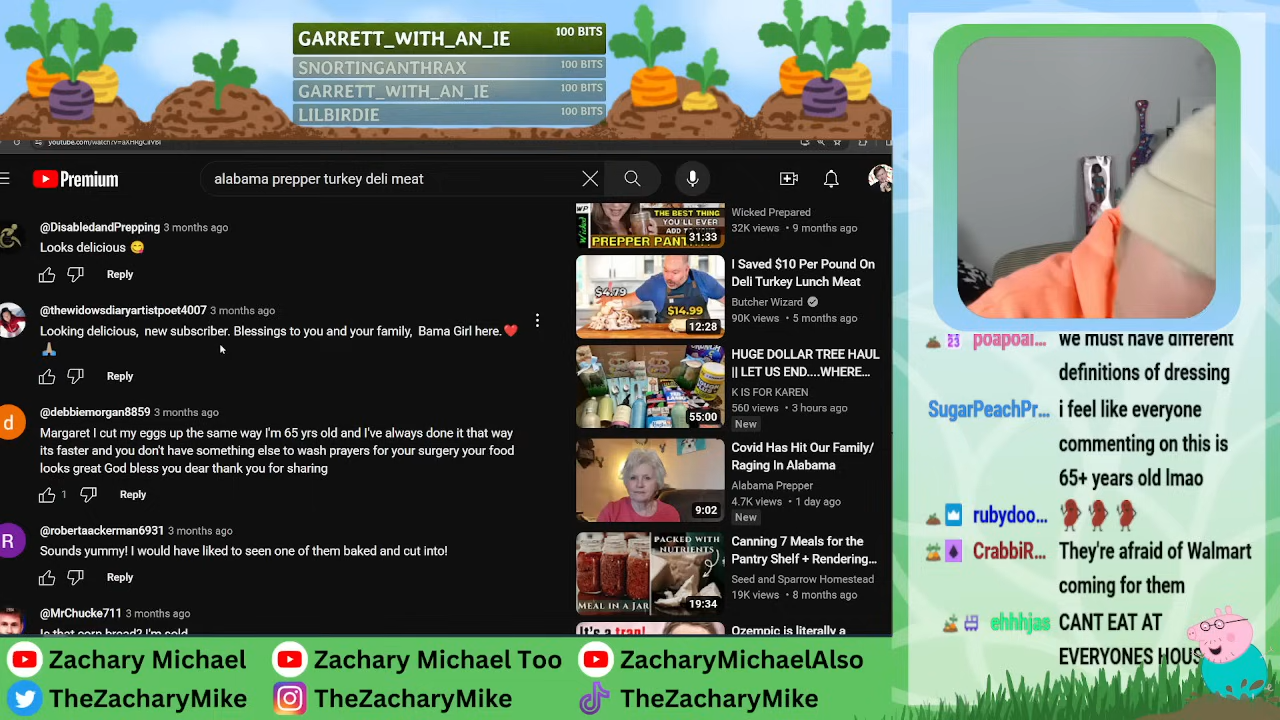 GARRETT_WITH_AN_IE 100 BITS
SNORTINGANTHRAX 100 BITS
GARRETT_WITH_AN_IE 100 BITS
LILBIRDIE 100 BITS
Premium
alabama prepper turkey deli meat
@DisabledandPrepping 3 months ago
Looks delicious 😋
Reply
@thewidowsdiaryartistpoet4007 3 months ago
Looking delicious, new subscriber. Blessings to you and your family, Bama Girl here.❤️
🙏🏽
Reply
d
@debbiemorgan8859 3 months ago
Margaret I cut my eggs up the same way I'm 65 yrs old and I've always done it that way
its faster and you don't have something else to wash prayers for your surgery your food
looks great God bless you dear thank you for sharing
1 Reply
R
@robertaackerman6931 3 months ago
Sounds yummy! I would have liked to seen one of them baked and cut into!
Reply
@MrChucke711 3 months ago
Is that corn bread? I'm sold
WP
Wicked
THE BEST THING
YOU'LL EVER
ADD TO YOUR
PREPPER PANTRY
31:33
Wicked Prepared
32K views • 9 months ago
$4.79
$14.99
12:28
I Saved $10 Per Pound On
Deli Turkey Lunch Meat
Butcher Wizard
90K views • 5 months ago
55:00
HUGE DOLLAR TREE HAUL
|| LET US END....WHERE...
K IS FOR KAREN
560 views • 3 hours ago
New
9:02
Covid Has Hit Our Family/
Raging In Alabama
Alabama Prepper
4.7K views • 1 day ago
New
PACKED WITH
NUTRIENTS
MEAL IN A JAR
19:34
Canning 7 Meals for the
Pantry Shelf + Rendering...
Seed and Sparrow Homestead
19K views • 8 months ago
It's a trap!
Ozempic is literally a
poapoal... we must have different
definitions of dressing
SugarPeachPr... i feel like everyone
commenting on this is
65+ years old lmao
rubydoo...
CrabbiR... They're afraid of Walmart
coming for them
ehhhjas CANT EAT AT
EVERYONES HOUS
Zachary Michael
Zachary Michael Too
ZacharyMichaelAlso
TheZacharyMike
TheZacharyMike
TheZacharyMike